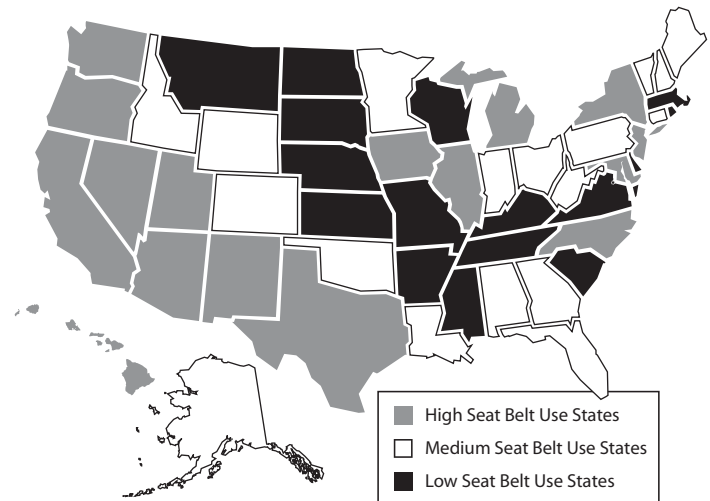 High Seat Belt Use States
Medium Seat Belt Use States
Low Seat Belt Use States